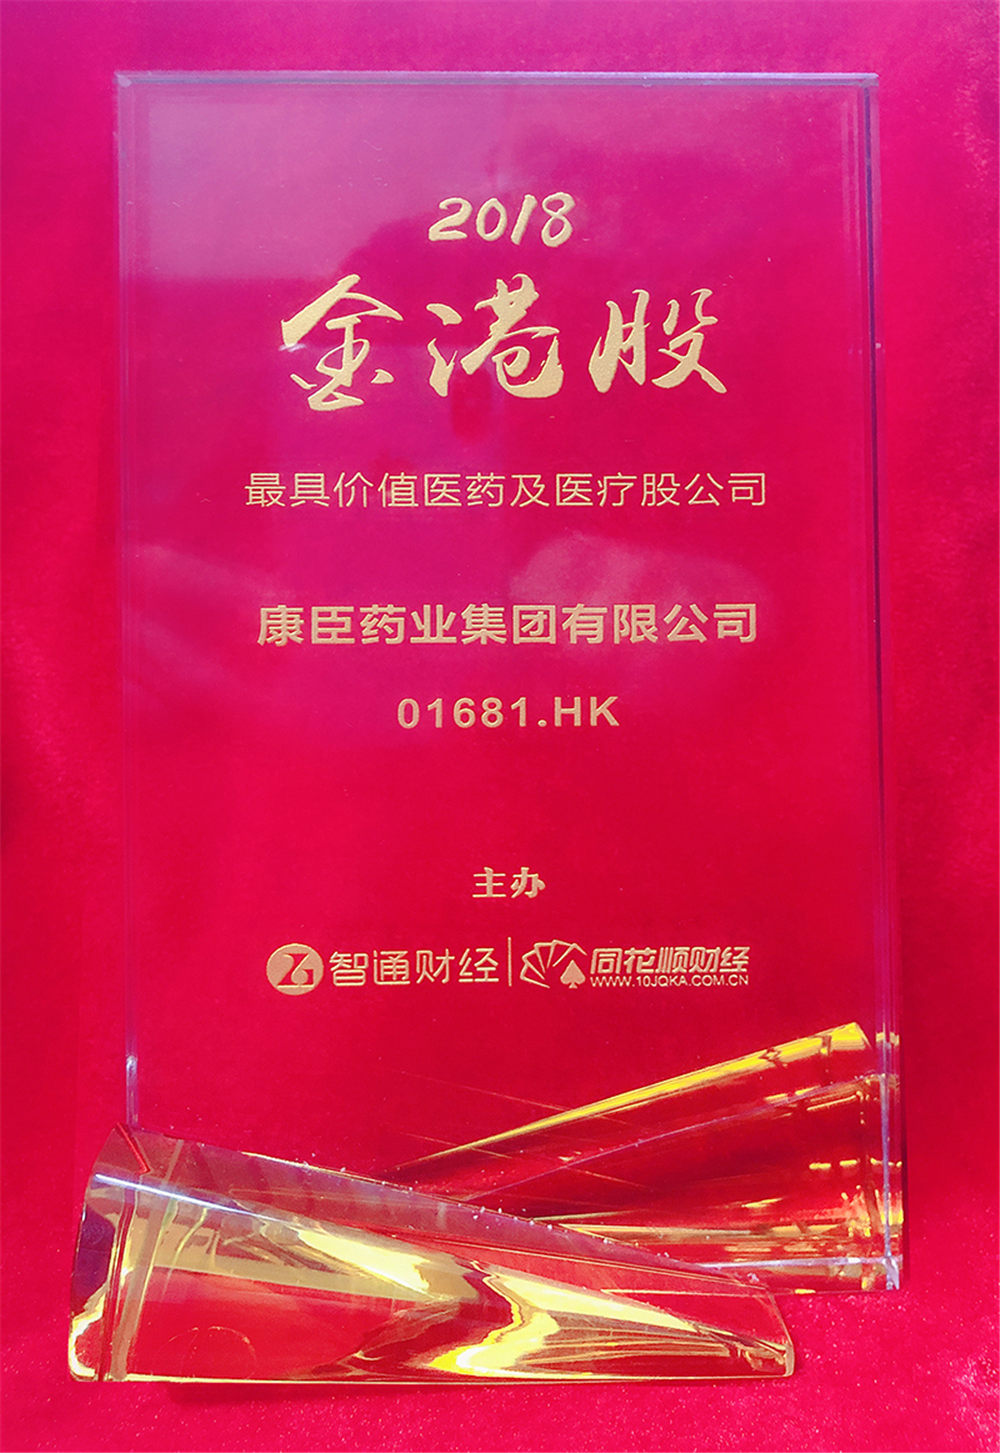 2018
金港股
最具价值医药及医疗股公司
康臣药业集团有限公司
01681.HK
主办
智通财经 同花顺财经
WWW.10JQKA.COM.CN